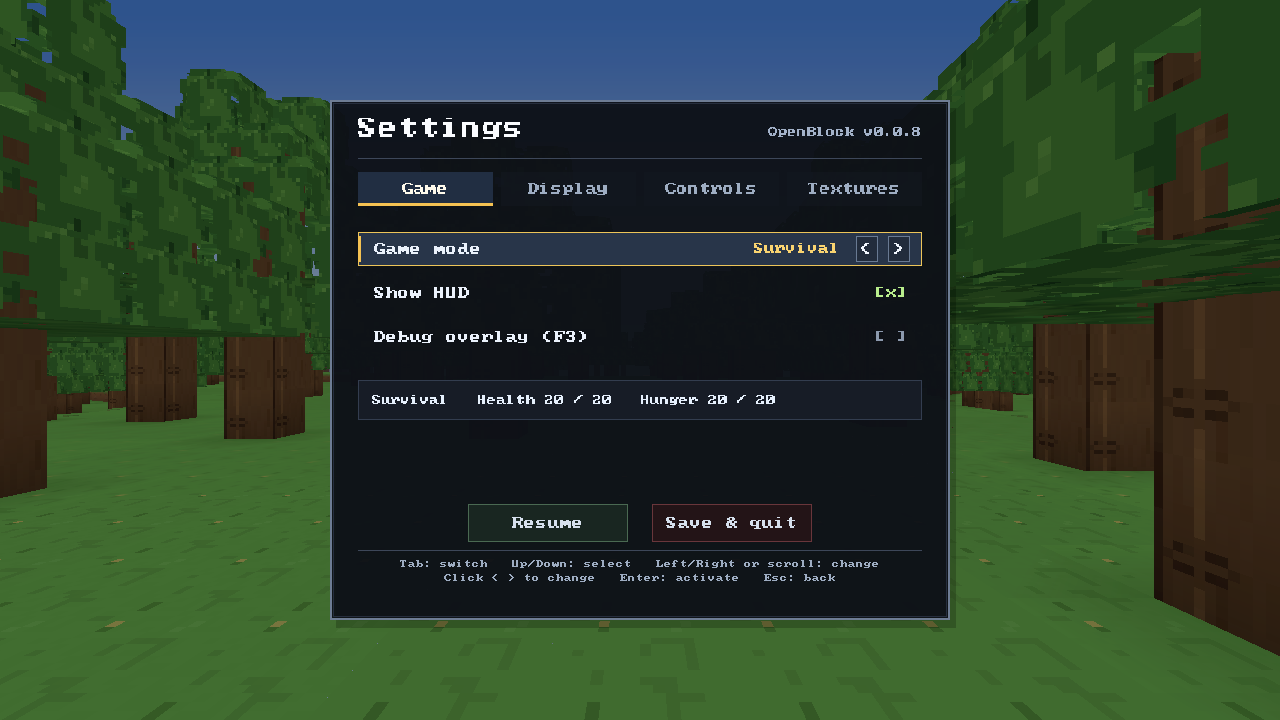 Settings
OpenBlock v0.0.8
Game Display Controls Textures
Game mode Survival < >
Show HUD [x]
Debug overlay (F3) [ ]
Survival Health 20 / 20 Hunger 20 / 20
Resume Save & quit
Tab: switch Up/Down: select Left/Right or scroll: change
Click < > to change Enter: activate Esc: back